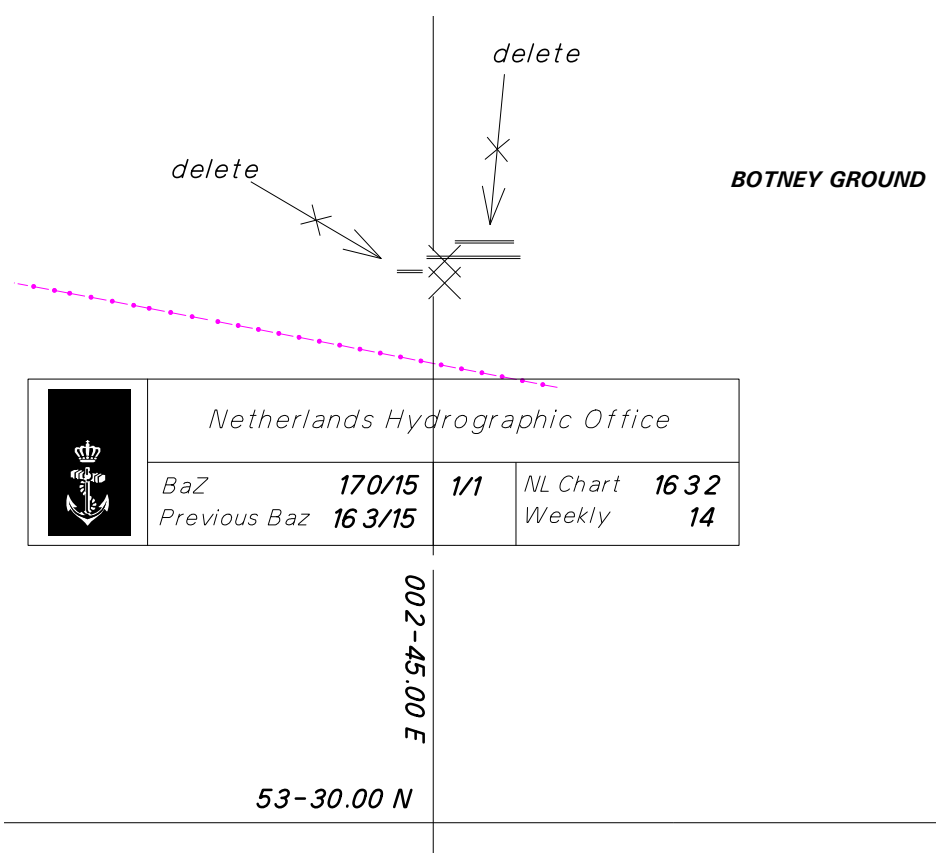 delete
delete
BOTNEY GROUND
Netherlands Hydrographic Office
BaZ 170/15 1/1 NL Chart 1632
Previous Baz 163/15 Weekly 14
002-45.00 E
53-30.00 N